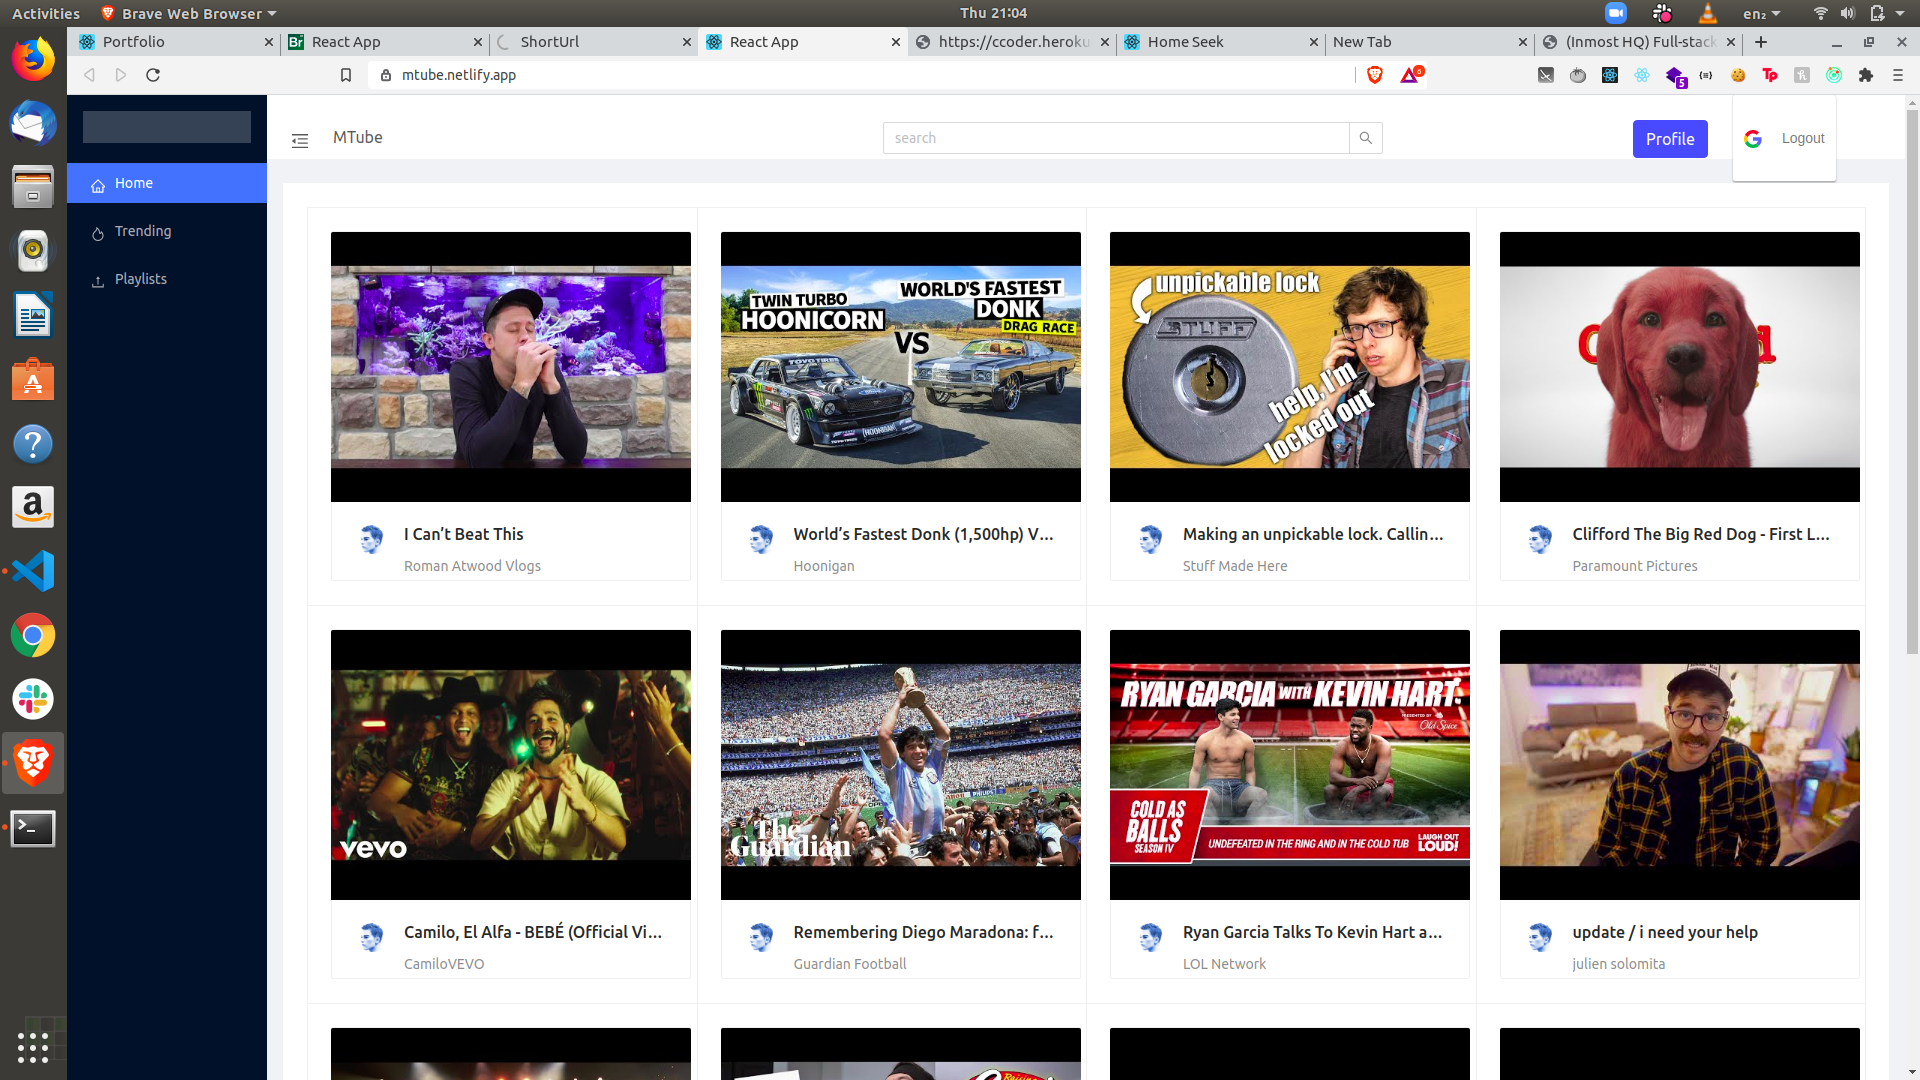 Activities
Brave Web Browser
Thu 21:04
en₂
Portfolio
React App
ShortUrl
React App
https://ccoder.heroku
Home Seek
New Tab
(Inmost HQ) Full-stack
mtube.netlify.app
MTube
search
Profile
Logout
Home
Trending
Playlists
TWIN TURBO
HOONICORN
VS
WORLD'S FASTEST
DONK
DRAG RACE
unpickable lock
STUFF
help, I'm
locked out
I Can’t Beat This
Roman Atwood Vlogs
World’s Fastest Donk (1,500hp) V...
Hoonigan
Making an unpickable lock. Callin...
Stuff Made Here
Clifford The Big Red Dog - First L...
Paramount Pictures
vevo
The
Guardian
RYAN GARCIA WITH KEVIN HART.
PRESENTED BY
Old Spice
COLD AS
BALLS
SEASON IV
UNDEFEATED IN THE RING AND IN THE COLD TUB
LAUGH OUT
LOUD!
Camilo, El Alfa - BEBÉ (Official Vi...
CamiloVEVO
Remembering Diego Maradona: f...
Guardian Football
Ryan Garcia Talks To Kevin Hart a...
LOL Network
update / i need your help
julien solomita